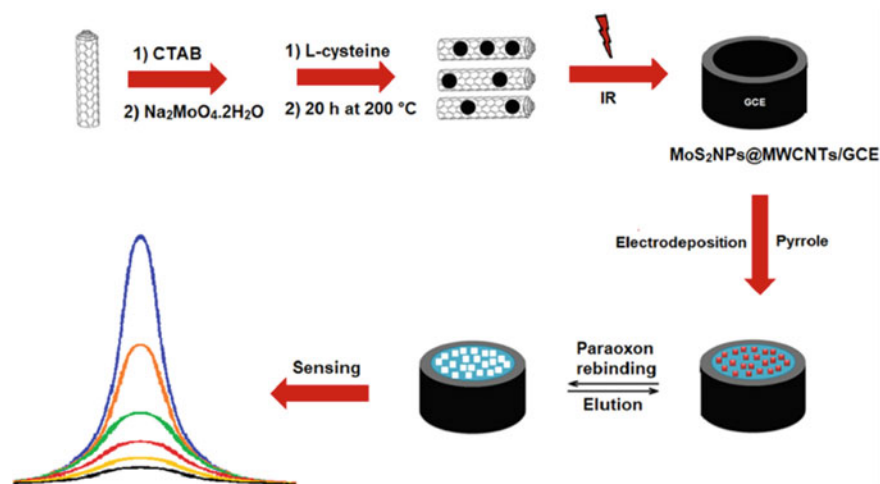 1) CTAB
2) Na₂MoO₄.2H₂O
1) L-cysteine
2) 20 h at 200 °C
IR
GCE
MoS₂NPs@MWCNTs/GCE
Electrodeposition
Pyrrole
Paraoxon
rebinding
Elution
Sensing